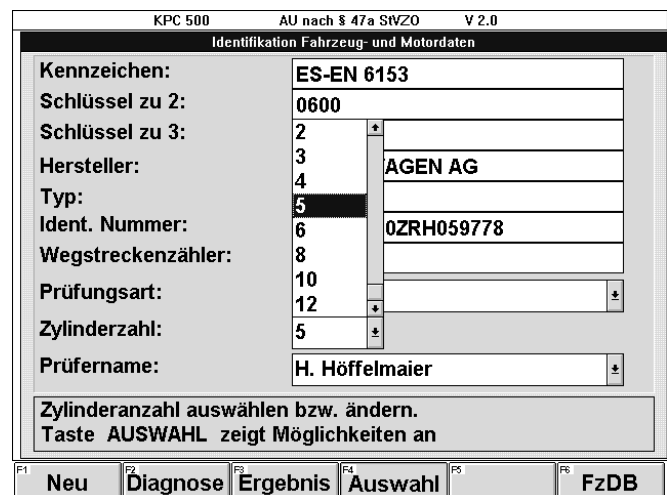 KPC 500 AU nach § 47a StVZO V 2.0
Identifikation Fahrzeug- und Motordaten
Kennzeichen: ES-EN 6153
Schlüssel zu 2: 0600
Schlüssel zu 3:
Hersteller: AGEN AG
Typ:
Ident. Nummer: 0ZRH059778
Wegstreckenzähler:
Prüfungsart:
Zylinderzahl: 5
2
3
4
5
6
8
10
12
Prüfername: H. Höffelmaier
Zylinderanzahl auswählen bzw. ändern.
Taste AUSWAHL zeigt Möglichkeiten an
F1 Neu F2 Diagnose F3 Ergebnis F4 Auswahl F5 F6 FzDB